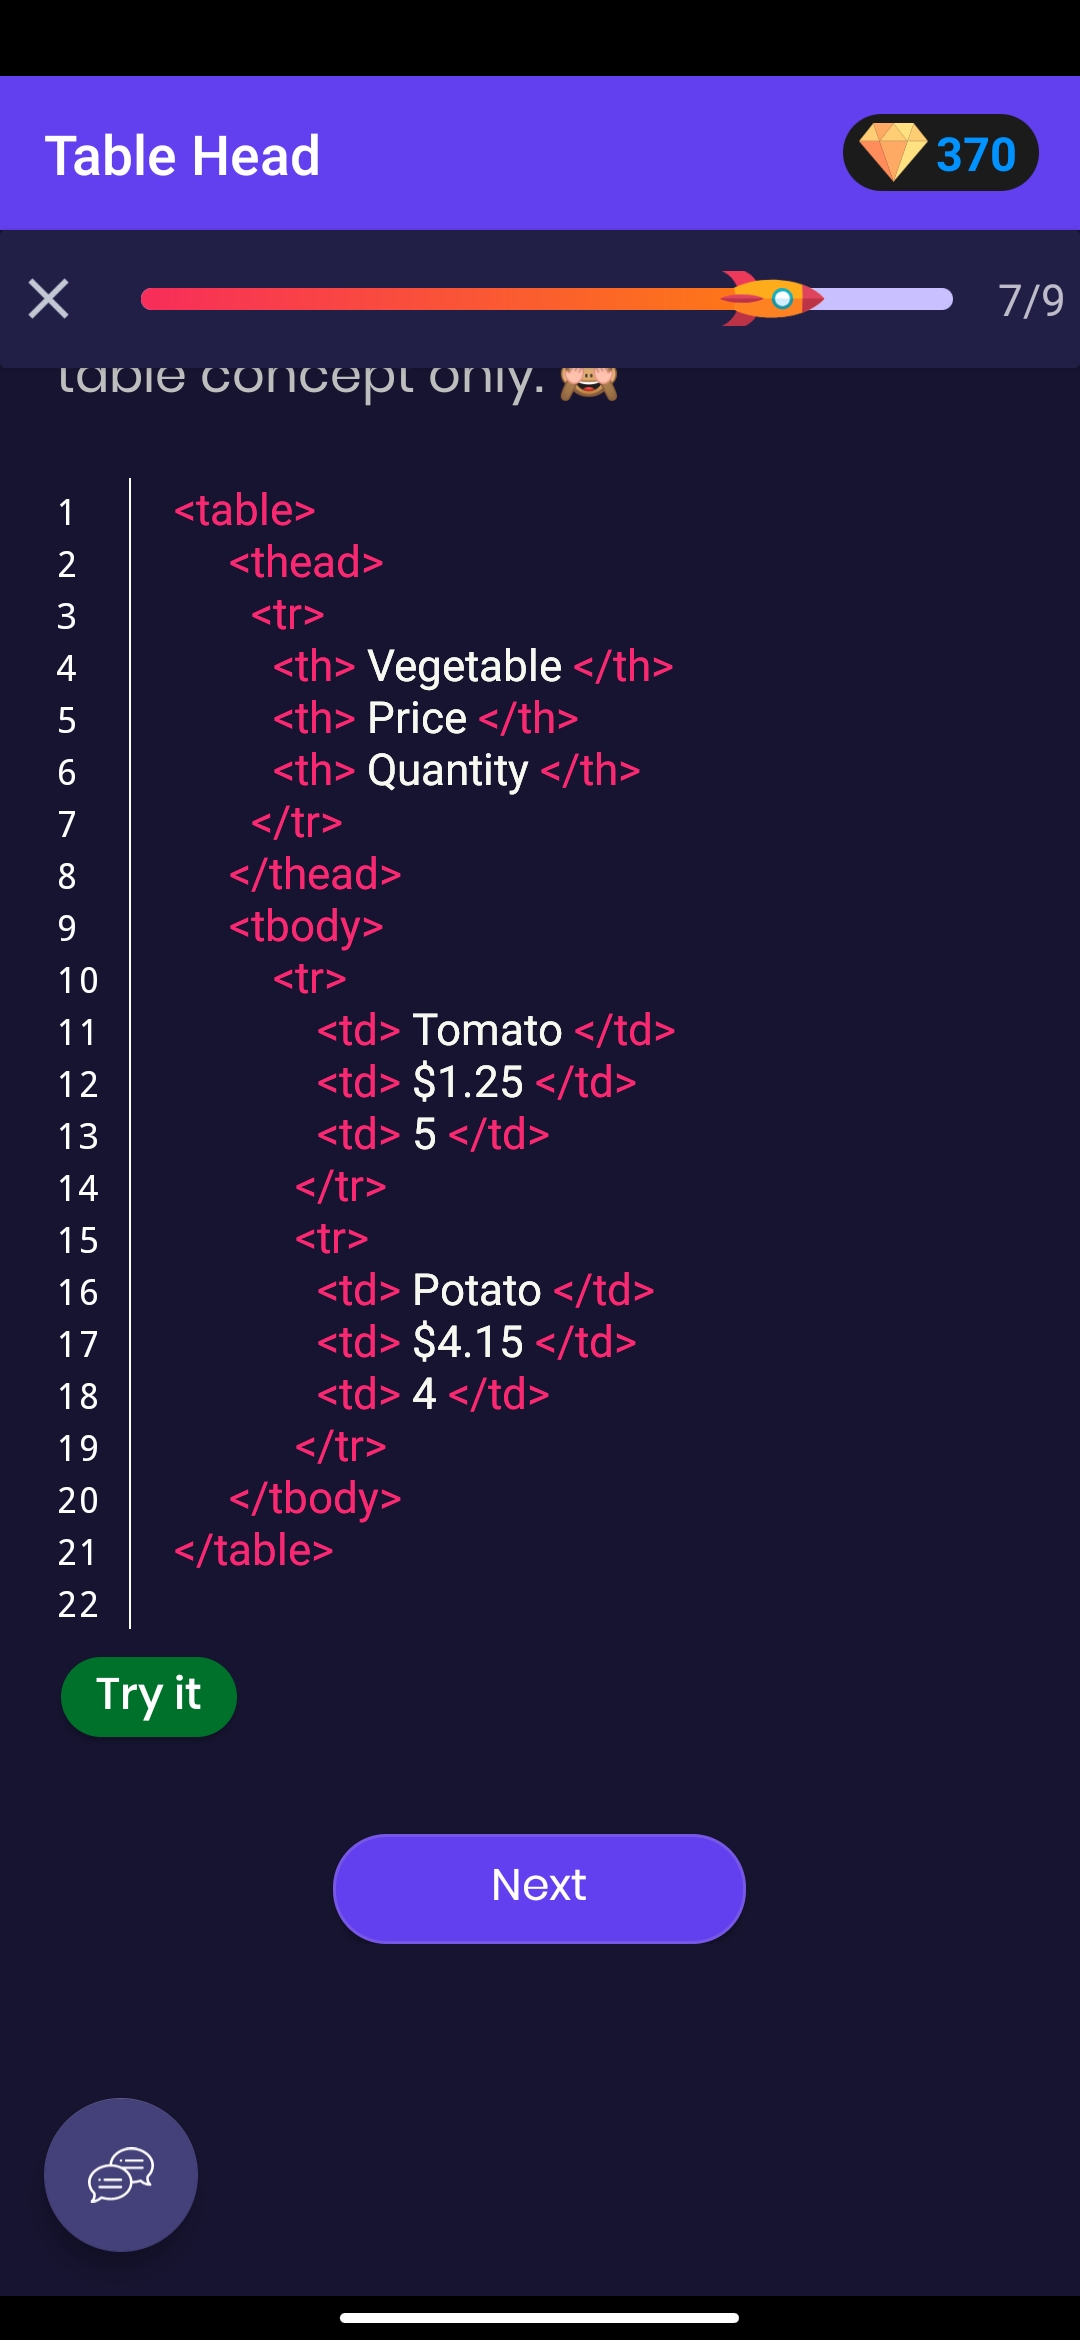 Table Head
370
7/9
table concept only. 🙈
1 <table>
2 <thead>
3 <tr>
4 <th> Vegetable </th>
5 <th> Price </th>
6 <th> Quantity </th>
7 </tr>
8 </thead>
9 <tbody>
10 <tr>
11 <td> Tomato </td>
12 <td> $1.25 </td>
13 <td> 5 </td>
14 </tr>
15 <tr>
16 <td> Potato </td>
17 <td> $4.15 </td>
18 <td> 4 </td>
19 </tr>
20 </tbody>
21 </table>
22
Try it
Next